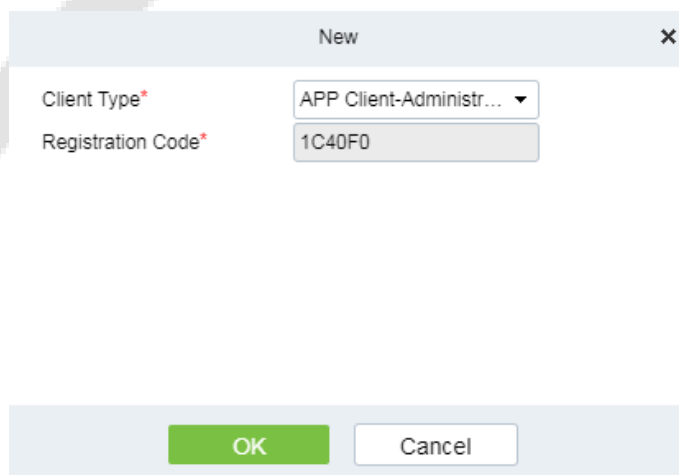 New
Client Type* APP Client-Administr...
Registration Code* 1C40F0
OK Cancel